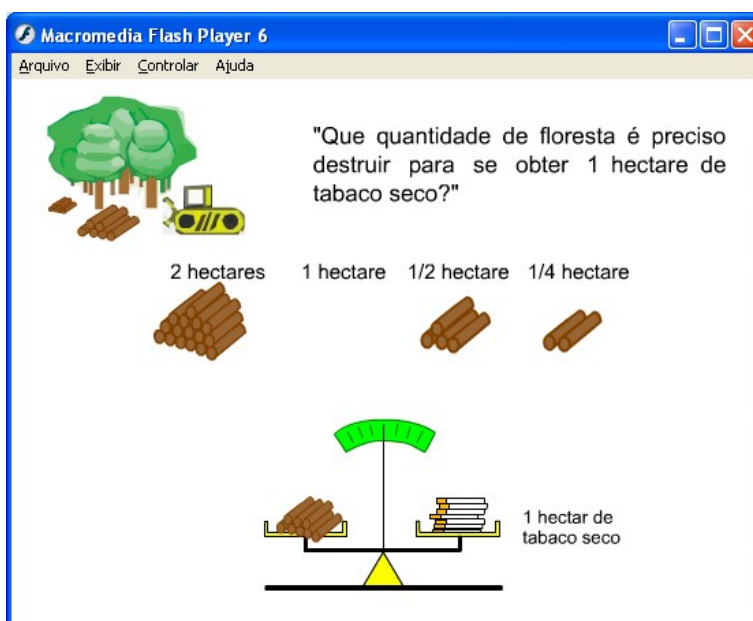 Macromedia Flash Player 6
Arquivo Exibir Controlar Ajuda
"Que quantidade de floresta é preciso
destruir para se obter 1 hectare de
tabaco seco?"
2 hectares 1 hectare 1/2 hectare 1/4 hectare
1 hectar de
tabaco seco